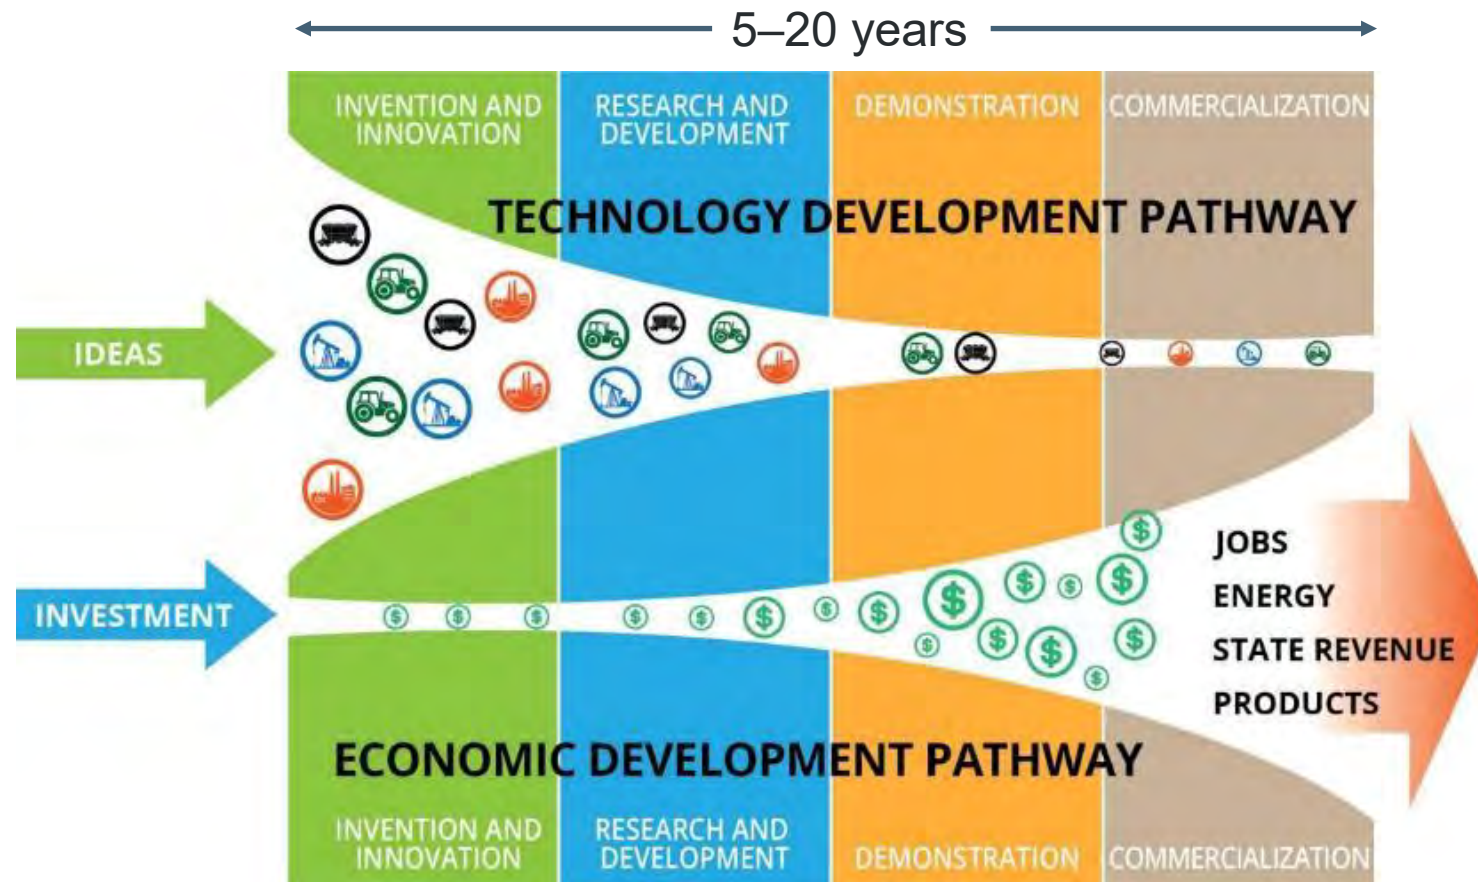 5–20 years
INVENTION AND
INNOVATION
RESEARCH AND
DEVELOPMENT
DEMONSTRATION
COMMERCIALIZATION
TECHNOLOGY DEVELOPMENT PATHWAY
IDEAS
INVESTMENT
$ $ $ $ $ $ $ $ $ $ $ $ $ $ $ $ $ $
JOBS
ENERGY
STATE REVENUE
PRODUCTS
ECONOMIC DEVELOPMENT PATHWAY
INVENTION AND
INNOVATION
RESEARCH AND
DEVELOPMENT
DEMONSTRATION
COMMERCIALIZATION